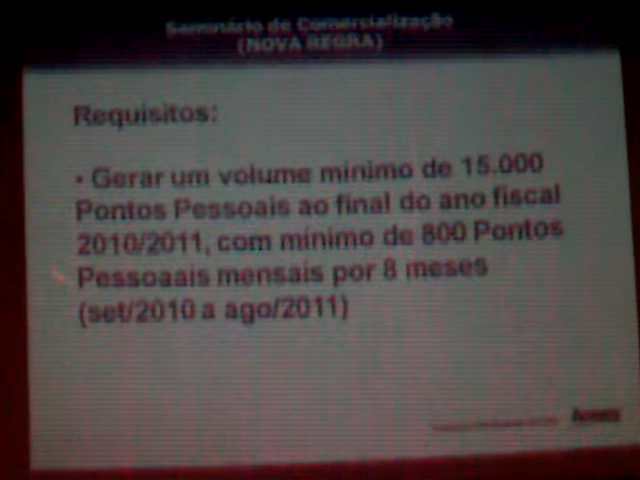 Seminário de Comercialização
(NOVA REGRA)
Requisitos:
• Gerar um volume mínimo de 15.000
Pontos Pessoais ao final do ano fiscal
2010/2011, com mínimo de 800 Pontos
Pessoaais mensais por 8 meses
(set/2010 a ago/2011)